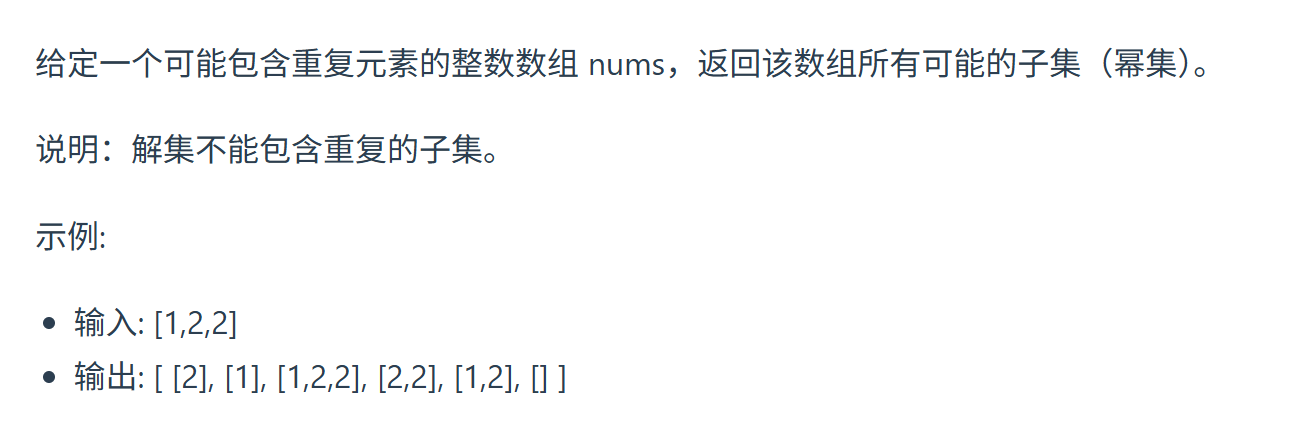 给定一个可能包含重复元素的整数数组 nums，返回该数组所有可能的子集（幂集）。
说明：解集不能包含重复的子集。
示例:
• 输入: [1,2,2]
• 输出: [ [2], [1], [1,2,2], [2,2], [1,2], [] ]